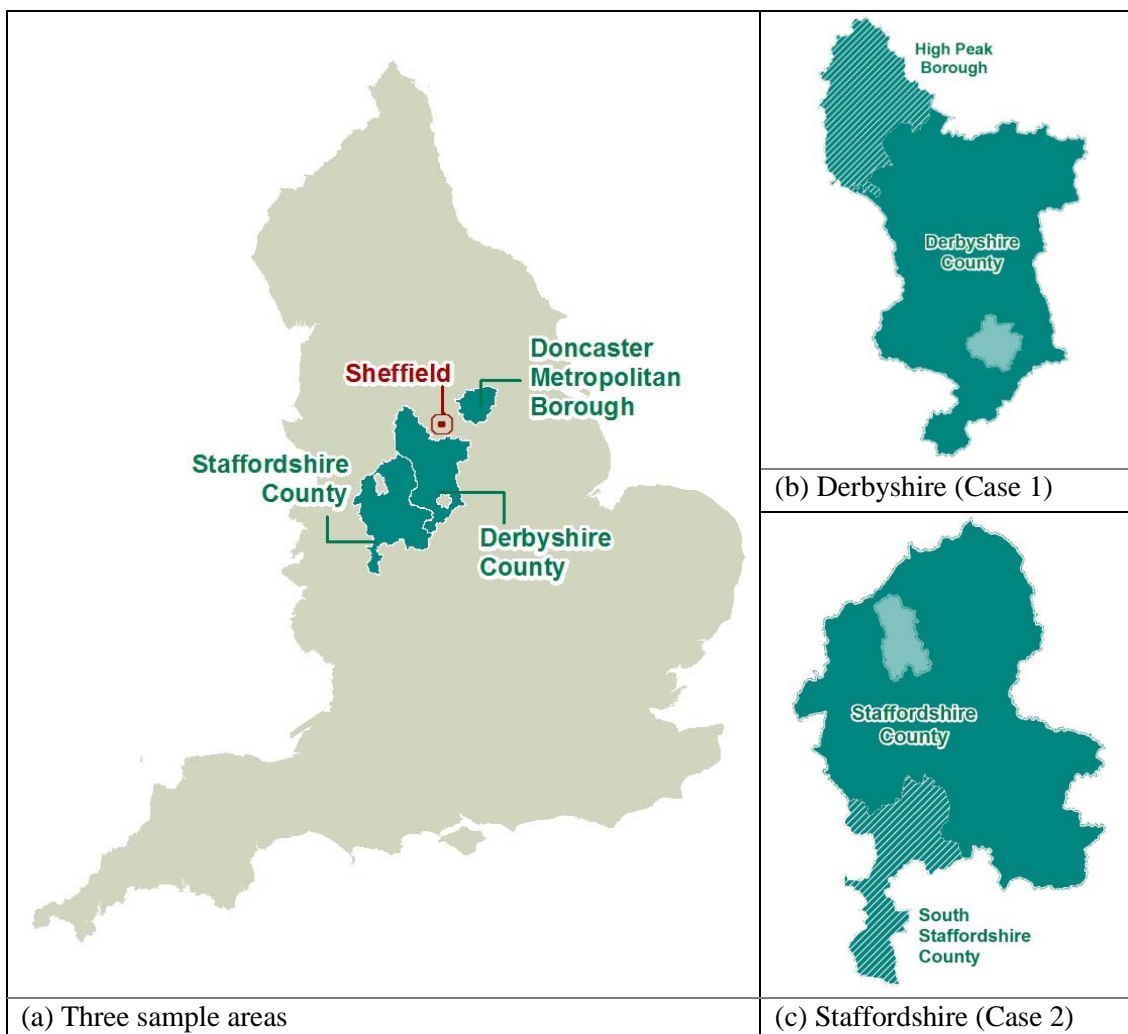 Sheffield
Doncaster
Metropolitan
Borough
Staffordshire
County
Derbyshire
County
(a) Three sample areas
High Peak
Borough
Derbyshire
County
(b) Derbyshire (Case 1)
Staffordshire
County
South
Staffordshire
County
(c) Staffordshire (Case 2)